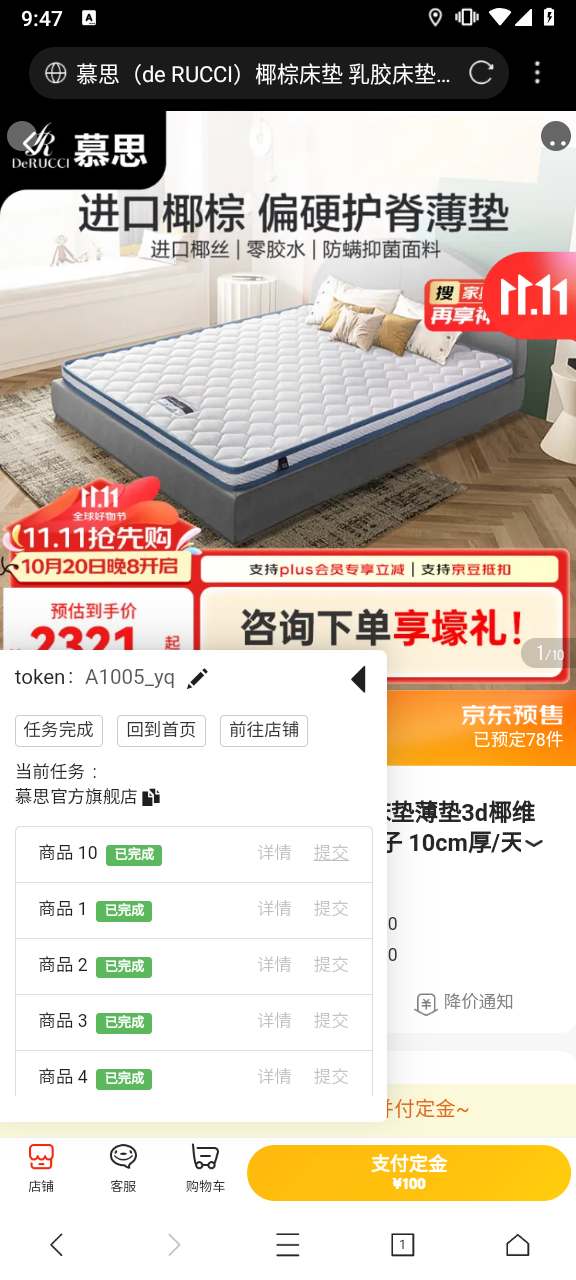 9:47
A
慕思（de RUCCI）椰棕床垫 乳胶床垫...
DeRUCCI 慕思
进口椰棕 偏硬护脊薄垫
进口椰丝 | 零胶水 | 防螨抑菌面料
搜
再享
11.11
11.11
全球好物节
11.11抢先购
10月20日晚8开启
支持plus会员专享立减 | 支持京豆抵扣
预估到手价
2321 起
咨询下单享壕礼！
1/10
京东预售
已预定78件
token： A1005_yq
任务完成 回到首页 前往店铺
当前任务 ：
慕思官方旗舰店
床垫薄垫3d椰维
子 10cm厚/天
商品 10 已完成 详情 提交
商品 1 已完成 详情 提交
0
商品 2 已完成 详情 提交
0
商品 3 已完成 详情 提交
降价通知
商品 4 已完成 详情 提交
付定金~
店铺
客服
购物车
支付定金
¥100
1